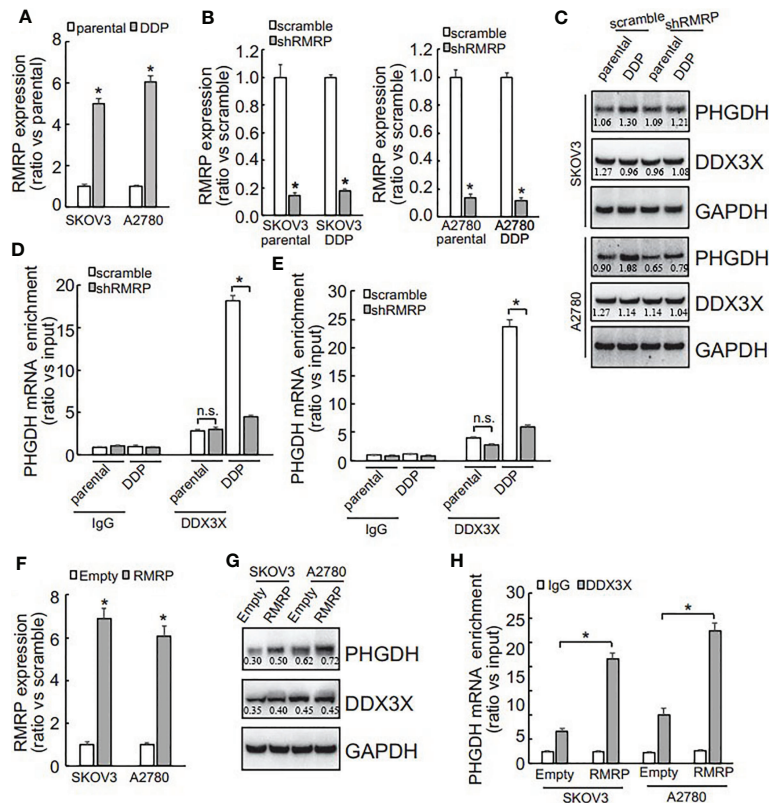 A
parental DDP
RMRP expression
(ratio vs parental)
8
6
4
2
0
*
*
SKOV3 A2780
B
scramble
shRMRP
RMRP expression
(ratio vs scramble)
1.2
1.0
0.8
0.6
0.4
0.2
0.0
*
*
SKOV3 SKOV3
parental DDP
scramble
shRMRP
RMRP expression
(ratio vs scramble)
1.2
1.0
0.8
0.6
0.4
0.2
0.0
*
*
A2780 A2780
parental DDP
C
scramble shRMRP
parental DDP parental DDP
SKOV3
PHGDH
1.06 1.30 1.09 1.21
DDX3X
1.27 0.96 0.96 1.08
GAPDH
A2780
PHGDH
0.90 1.08 0.65 0.79
DDX3X
1.27 1.14 1.14 1.04
GAPDH
D
scramble
shRMRP
PHGDH mRNA enrichment
(ratio vs input)
20
15
10
5
0
n.s.
*
parental DDP parental DDP
IgG DDX3X
E
scramble
shRMRP
PHGDH mRNA enrichment
(ratio vs input)
30
25
20
15
10
5
0
n.s.
*
parental DDP parental DDP
IgG DDX3X
F
Empty RMRP
RMRP expression
(ratio vs scramble)
8
6
4
2
0
*
*
SKOV3 A2780
G
SKOV3 A2780
Empty RMRP Empty RMRP
PHGDH
0.30 0.50 0.62 0.72
DDX3X
0.35 0.40 0.45 0.45
GAPDH
H
IgG DDX3X
PHGDH mRNA enrichment
(ratio vs input)
30
25
20
15
10
5
0
*
*
Empty RMRP Empty RMRP
SKOV3 A2780